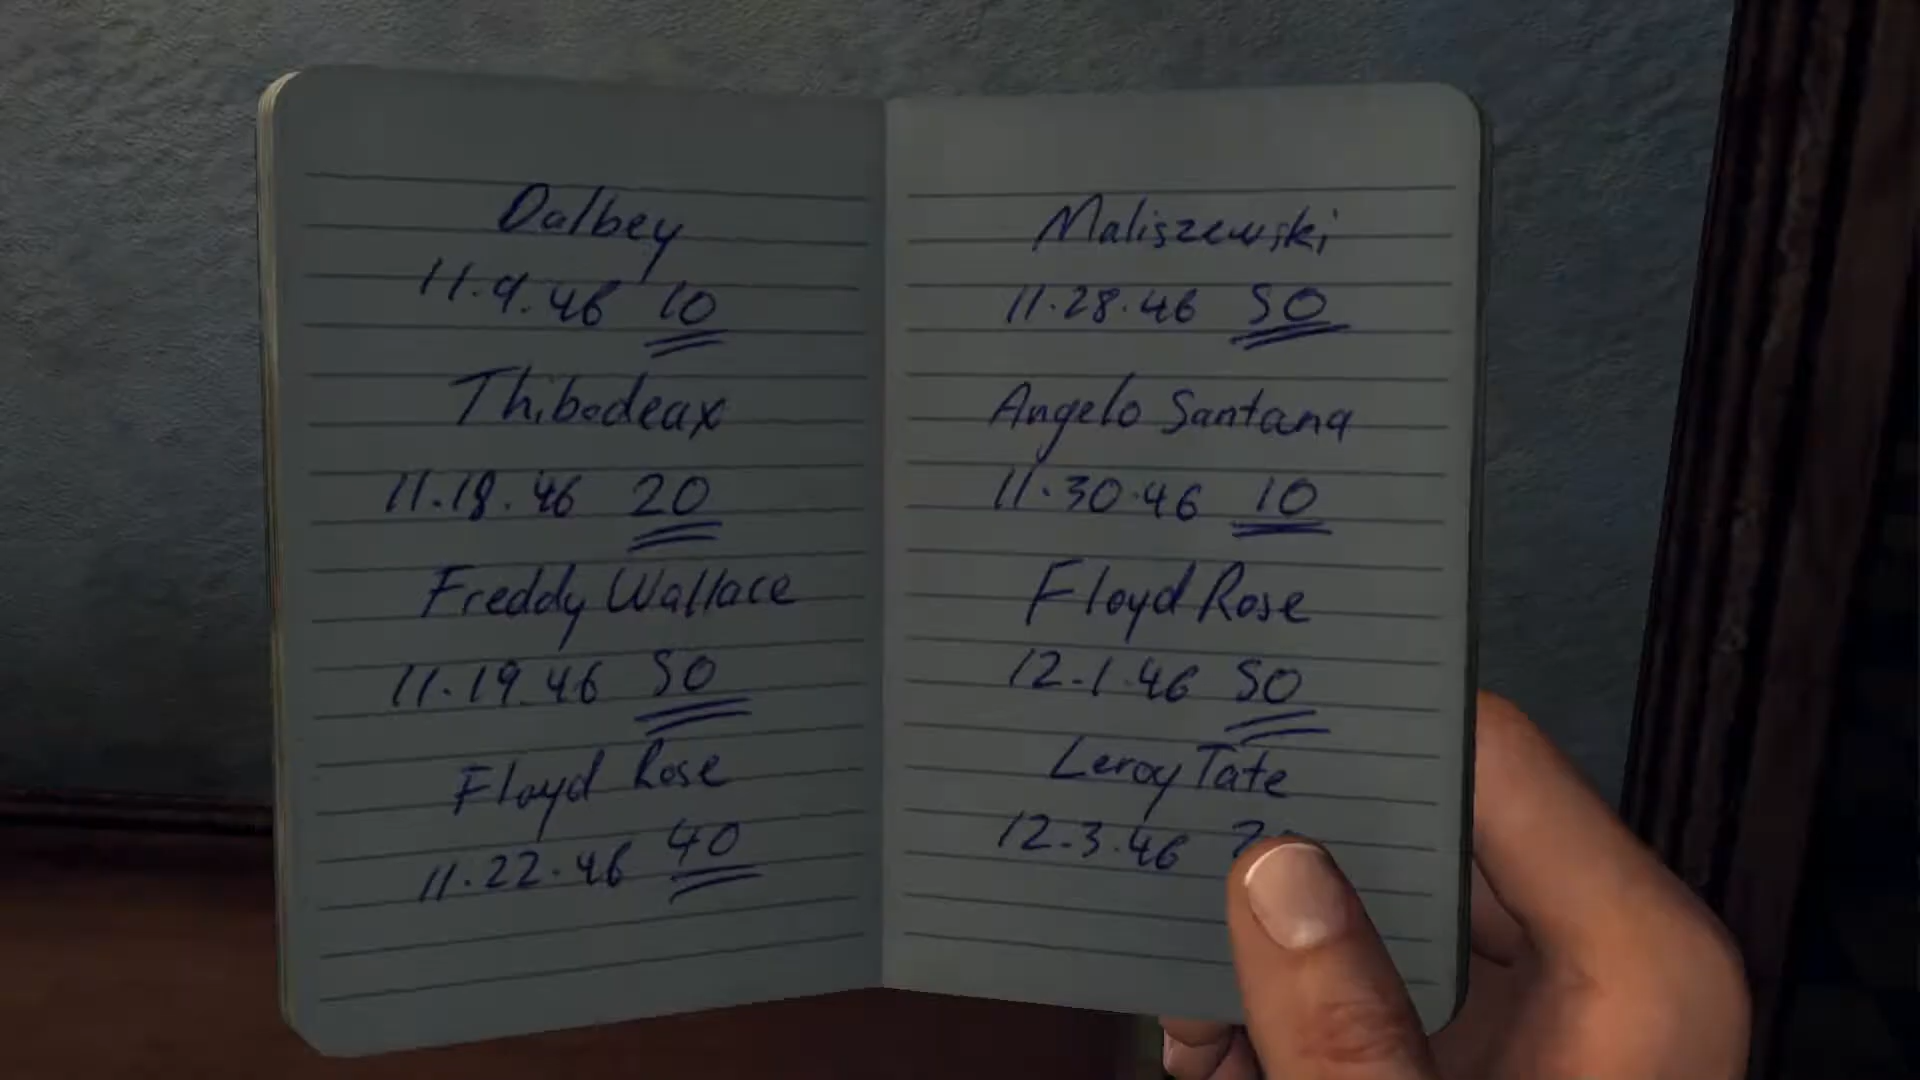 Dalbey
11.9.46 10
Thibodeax
11.18.46 20
Freddy Wallace
11.19.46 50
Floyd Rose
11.22.46 40
Maliszewski
11.28.46 50
Angelo Santana
11.30.46 10
Floyd Rose
12.1.46 50
Leroy Tate
12.3.46